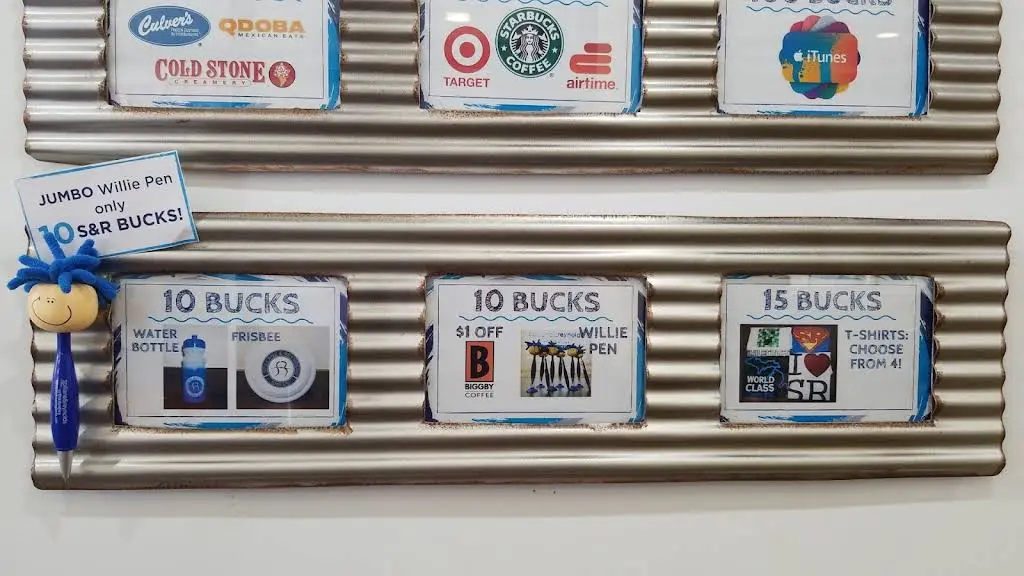 Culver's
FROZEN CUSTARD
QDOBA
MEXICAN EATS
COLD STONE
CREAMERY
TARGET
STARBUCKS
COFFEE
airtime
iTunes
JUMBO Willie Pen
only
10 S&R BUCKS!
10 BUCKS
WATER
BOTTLE
FRISBEE
10 BUCKS
$1 OFF
B
BIGGBY
COFFEE
WILLIE
PEN
15 BUCKS
WORLD
CLASS
I
SR
T-SHIRTS:
CHOOSE
FROM 4!